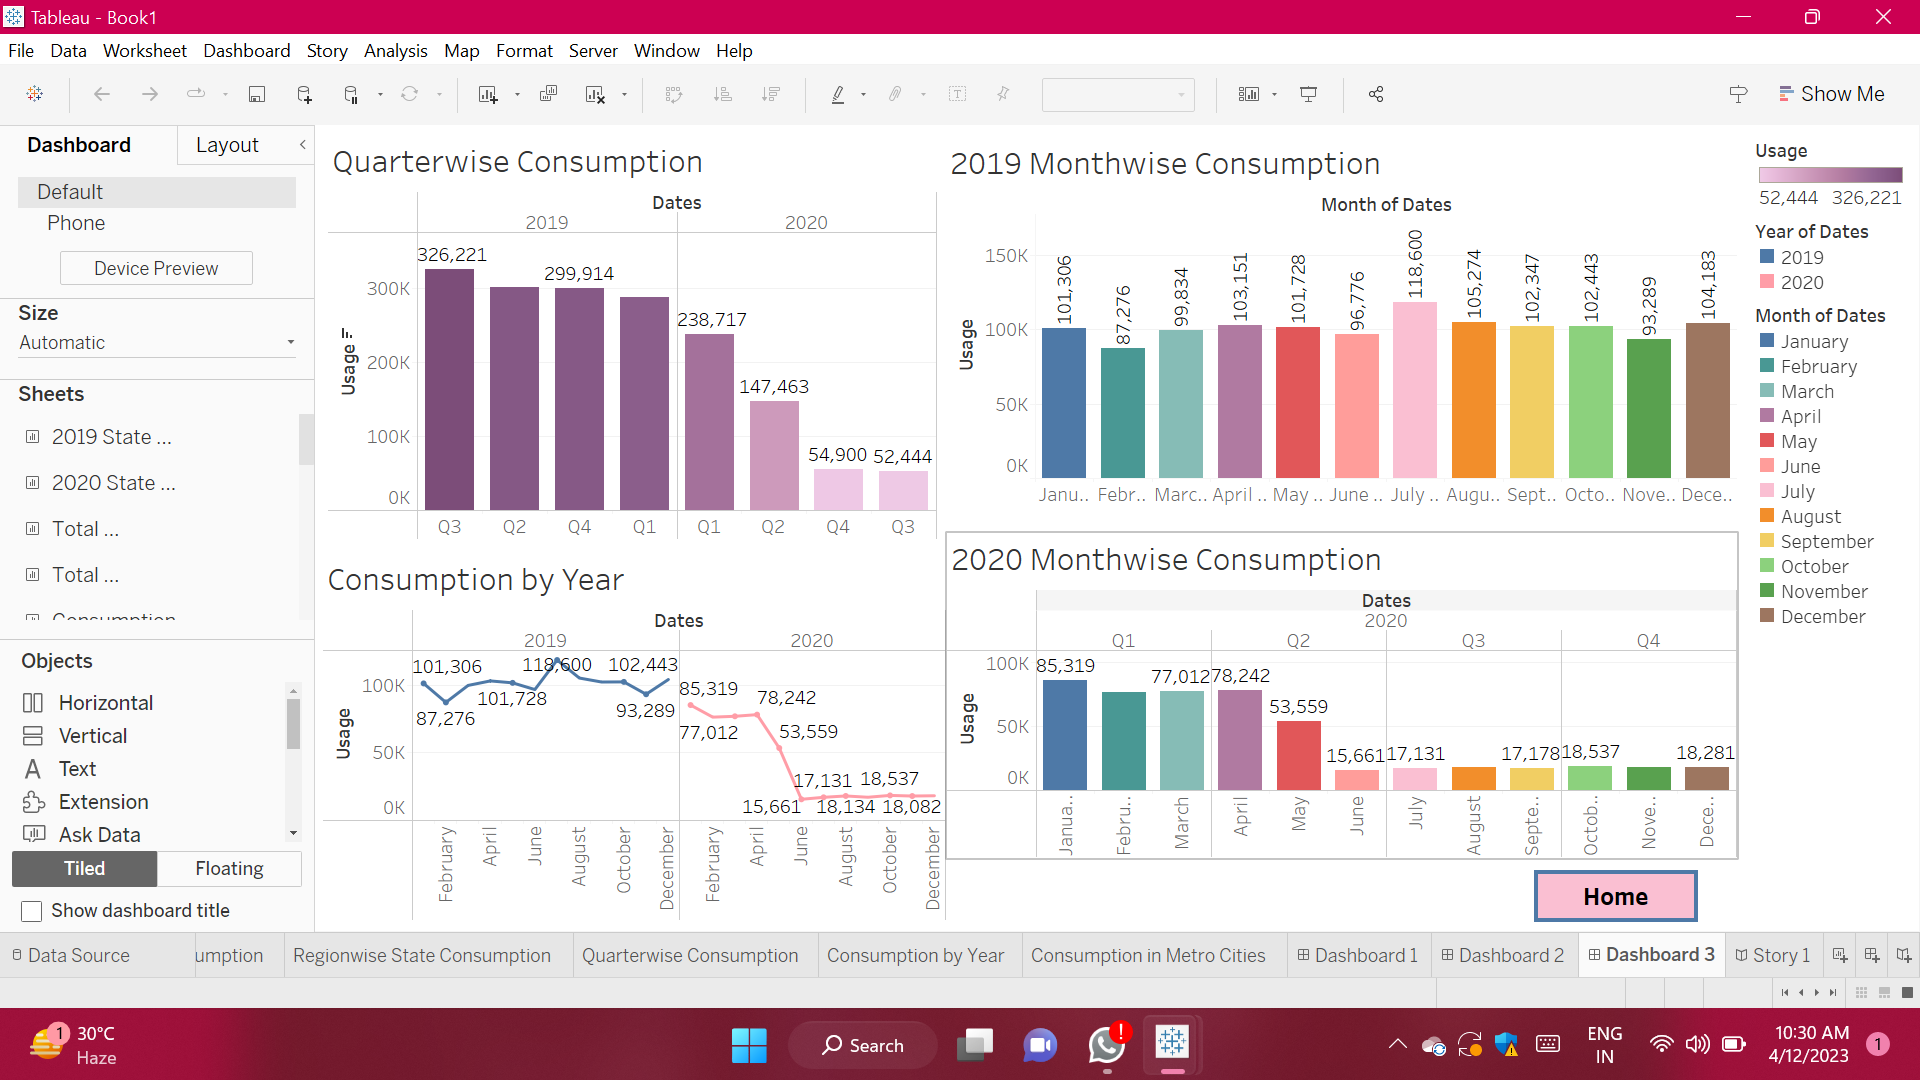 Tableau - Book1
File Data Worksheet Dashboard Story Analysis Map Format Server Window Help
Show Me
Dashboard
Layout
Default
Phone
Device Preview
Size
Automatic
Sheets
2019 State ...
2020 State ...
Total ...
Total ...
Consumption
Objects
Horizontal
Vertical
Text
Extension
Ask Data
Tiled
Floating
Show dashboard title
Quarterwise Consumption
Dates
2019 2020
Usage
300K
200K
100K
0K
326,221
299,914
238,717
147,463
54,900
52,444
Q3 Q2 Q4 Q1 Q1 Q2 Q4 Q3
2019 Monthwise Consumption
Month of Dates
Usage
150K
100K
50K
0K
101,306
87,276
99,834
103,151
101,728
96,776
118,600
105,274
102,347
102,443
93,289
104,183
Janu.. Febr.. Marc.. April .. May .. June .. July .. Augu.. Sept.. Octo.. Nove.. Dece..
Consumption by Year
Dates
2019 2020
Usage
100K
50K
0K
101,306
87,276
101,728
118,600
102,443
93,289
85,319
77,012
78,242
53,559
15,661
17,131
18,134
18,537
18,082
February April June August October December February April June August October December
2020 Monthwise Consumption
Dates
2020
Q1 Q2 Q3 Q4
Usage
100K
50K
0K
85,319
77,012
78,242
53,559
15,661
17,131
17,178
18,537
18,281
Janua.. Febru.. March April May June July August Septe.. Octob.. Nove.. Dece..
Home
Usage
52,444 326,221
Year of Dates
2019
2020
Month of Dates
January
February
March
April
May
June
July
August
September
October
November
December
Data Source
umption
Regionwise State Consumption
Quarterwise Consumption
Consumption by Year
Consumption in Metro Cities
Dashboard 1
Dashboard 2
Dashboard 3
Story 1
1
30°C
Haze
Search
!
ENG
IN
10:30 AM
4/12/2023
1